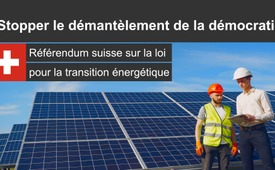 Stopper le démantèlement de la démocrati
Référendum suisse sur la loi
pour la transition énergétique